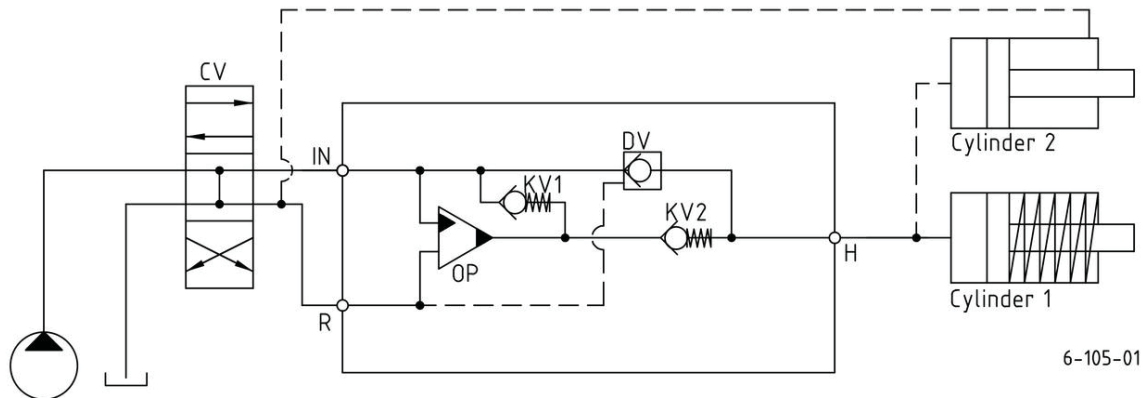 CV
Cylinder 2
IN
DV
KV1
KV2
OP
H
R
Cylinder 1
6-105-01